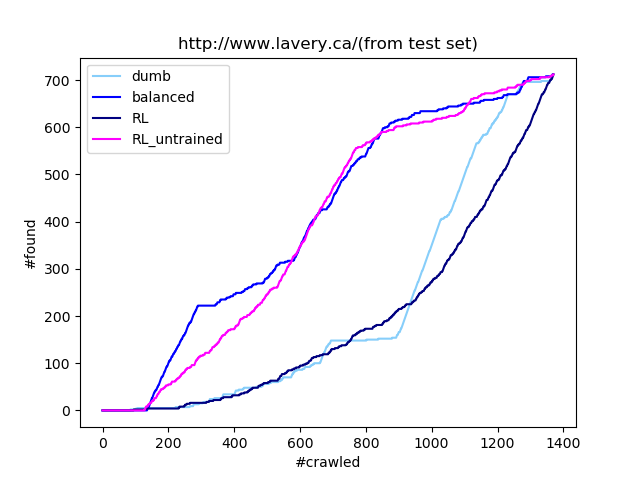 http://www.lavery.ca/(from test set)
dumb
balanced
RL
RL_untrained
#found
700
600
500
400
300
200
100
0
0 200 400 600 800 1000 1200 1400
#crawled